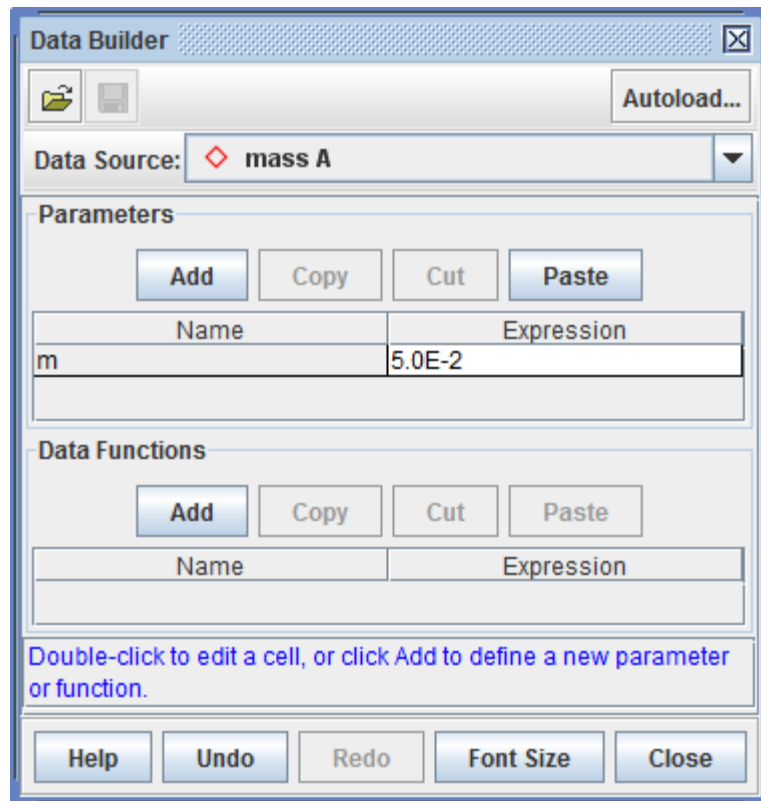 Data Builder
Autoload...
Data Source: mass A
Parameters
Add Copy Cut Paste
Name Expression
m 5.0E-2
Data Functions
Add Copy Cut Paste
Name Expression
Double-click to edit a cell, or click Add to define a new parameter
or function.
Help Undo Redo Font Size Close